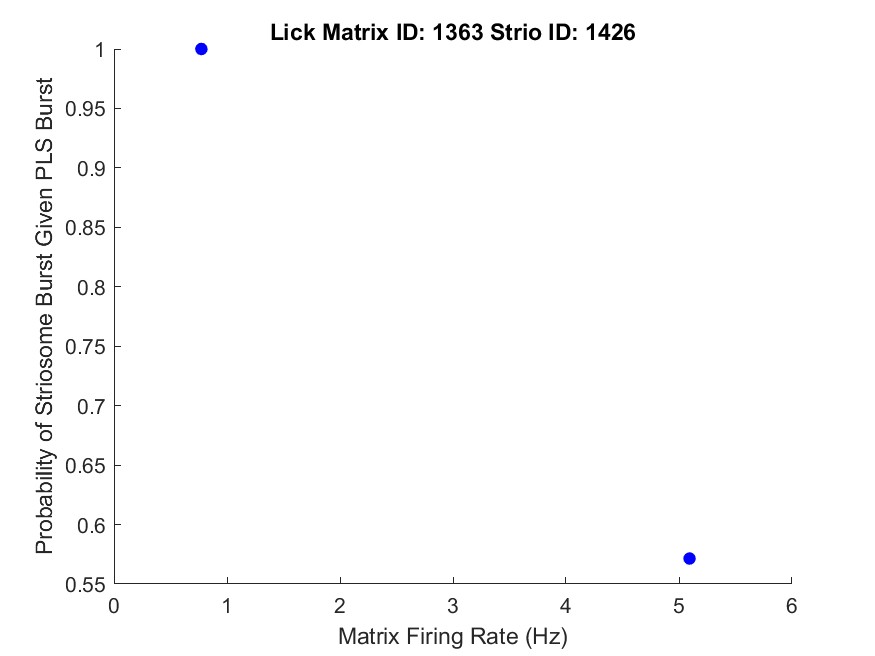 Lick Matrix ID: 1363 Strio ID: 1426
Probability of Striosome Burst Given PLS Burst
1
0.95
0.9
0.85
0.8
0.75
0.7
0.65
0.6
0.55
0 1 2 3 4 5 6
Matrix Firing Rate (Hz)